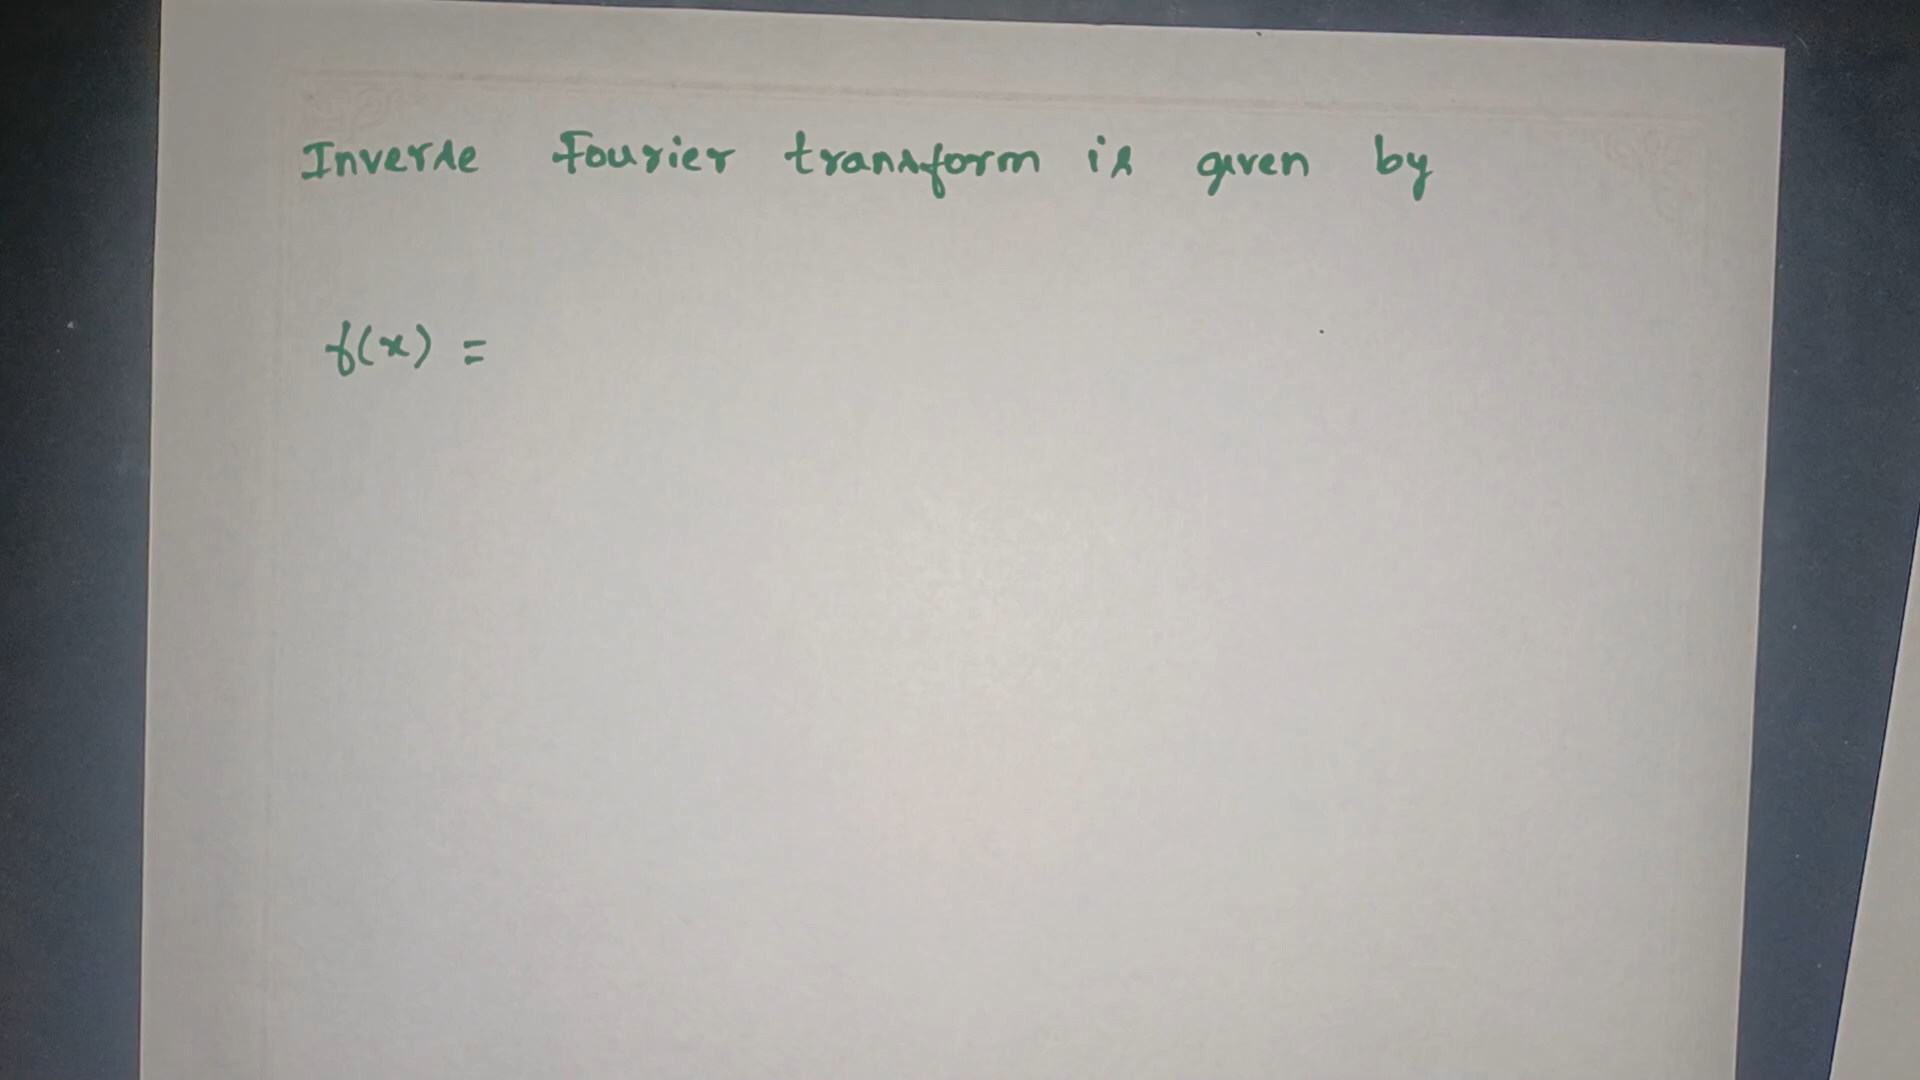 Inverse Fourier transform is given by
f(x) =